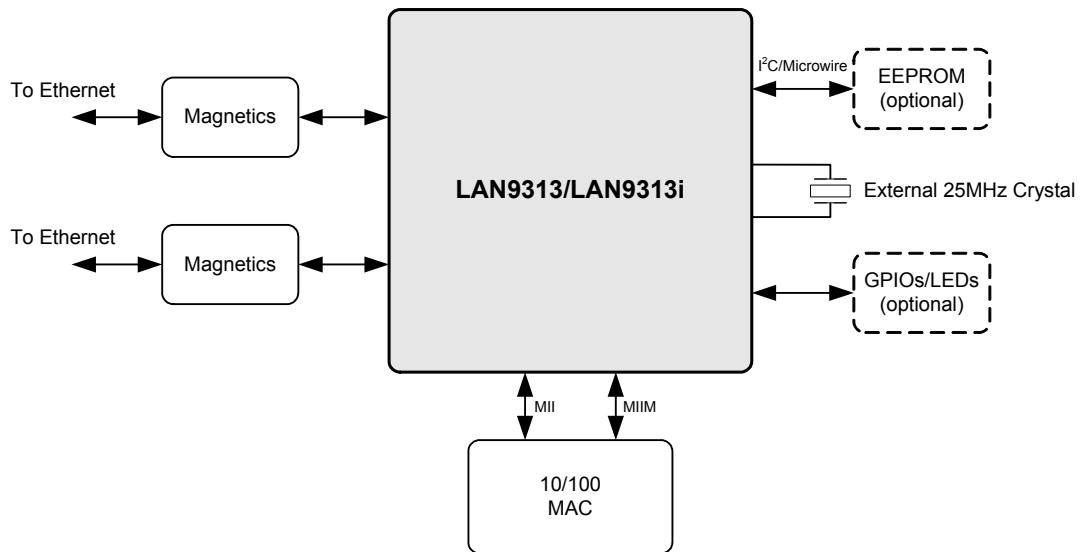 To Ethernet
Magnetics
I²C/Microwire
EEPROM
(optional)
LAN9313/LAN9313i
External 25MHz Crystal
To Ethernet
Magnetics
GPIOs/LEDs
(optional)
MII
MIIM
10/100
MAC